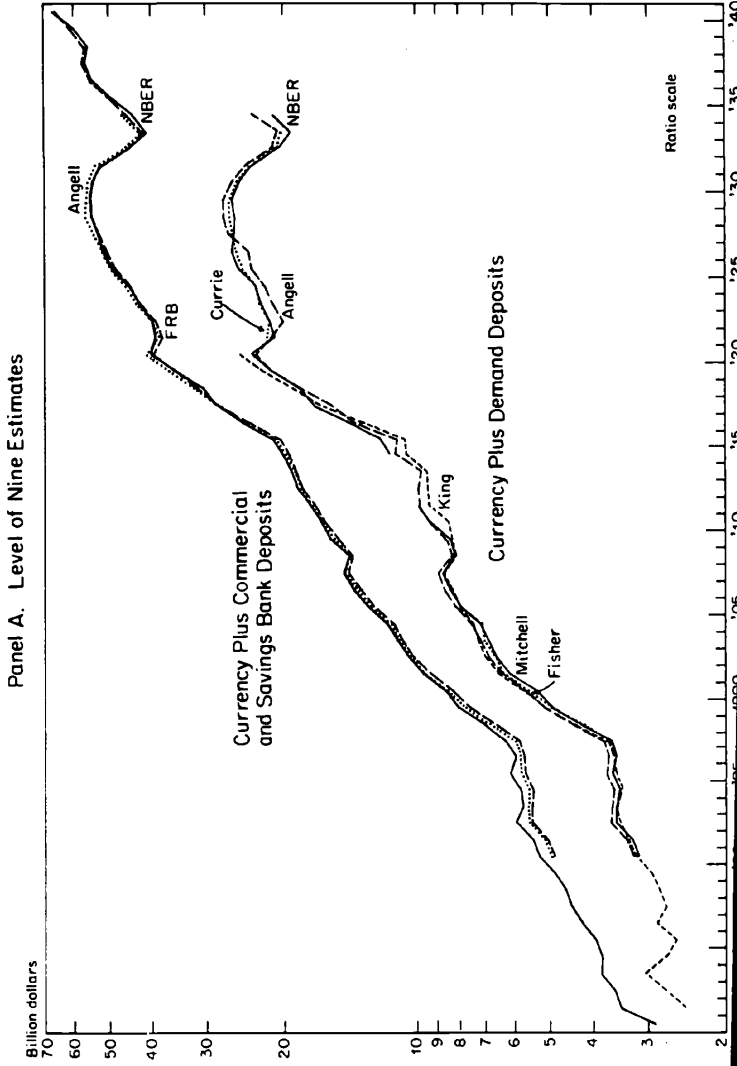 Panel A. Level of Nine Estimates
Billion dollars
70
60
50
40
30
20
10
9
8
7
6
5
4
3
2
Angell
NBER
FRB
Currency Plus Commercial
and Savings Bank Deposits
Currie
NBER
Angell
King
Currency Plus Demand Deposits
Mitchell
Fisher
Ratio scale
'05
'10
'15
'20
'25
'30
'35
'40